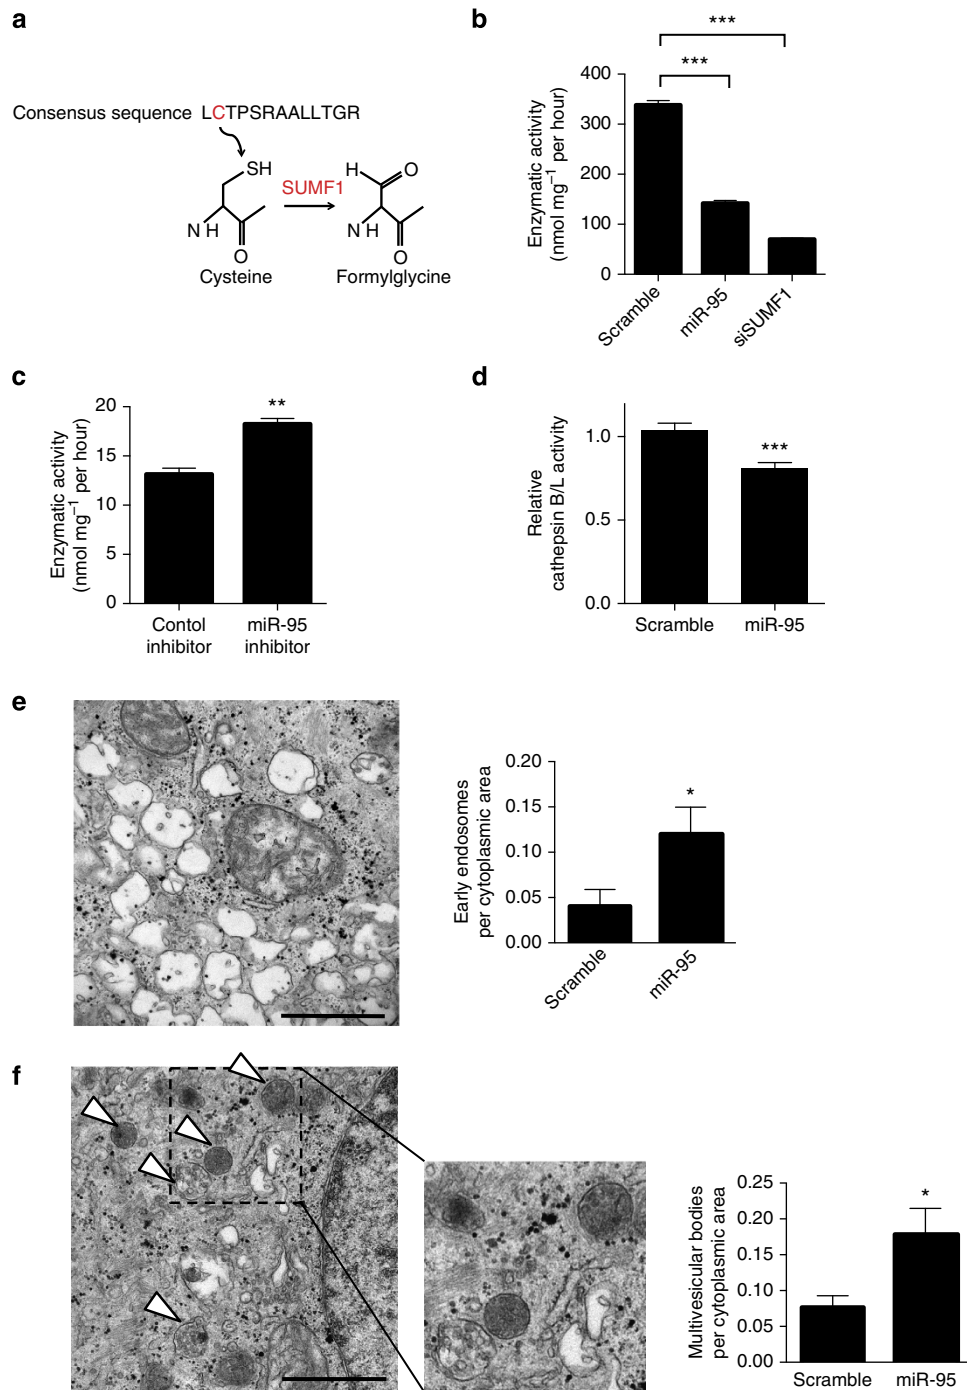 a
Consensus sequence LCTPSRAALLTGR
SH
SUMF1
H
O
N H
O
N H
O
Cysteine
Formylglycine
b
***
***
Enzymatic activity
(nmol mg⁻¹ per hour)
400
300
200
100
0
Scramble
miR-95
siSUMF1
c
Enzymatic activity
(nmol mg⁻¹ per hour)
20
15
10
5
0
**
Contol
inhibitor
miR-95
inhibitor
d
Relative
cathepsin B/L activity
1.0
0.5
0.0
***
Scramble
miR-95
e
Early endosomes
per cytoplasmic area
0.20
0.15
0.10
0.05
0.00
*
Scramble
miR-95
f
Multivesicular bodies
per cytoplasmic area
0.25
0.20
0.15
0.10
0.05
0.00
*
Scramble
miR-95